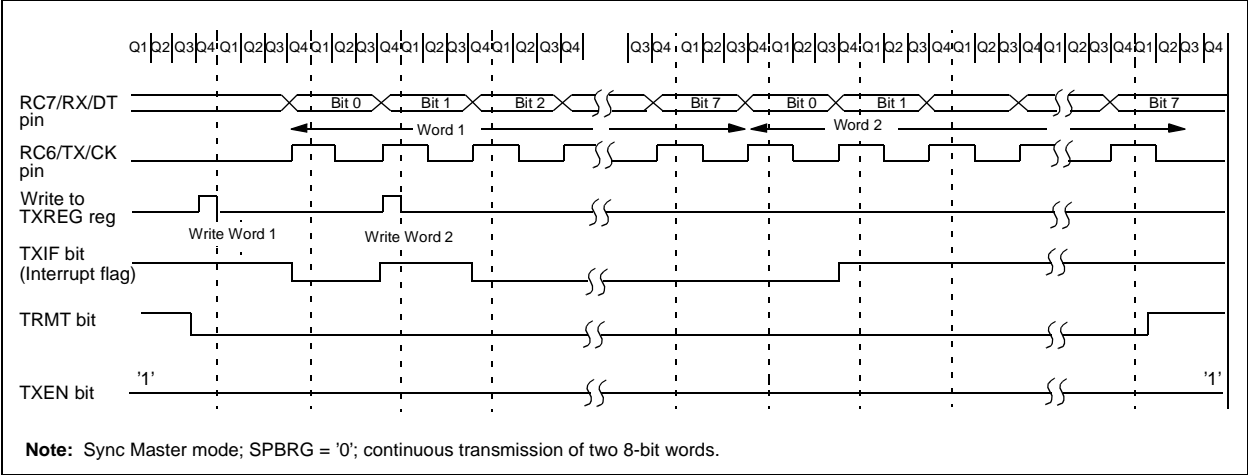 Q1 Q2 Q3 Q4 Q1 Q2 Q3 Q4 Q1 Q2 Q3 Q4 Q1 Q2 Q3 Q4 Q1 Q2 Q3 Q4 Q3 Q4 Q1 Q2 Q3 Q4 Q1 Q2 Q3 Q4 Q1 Q2 Q3 Q4 Q1 Q2 Q3 Q4 Q1 Q2 Q3 Q4 Q1 Q2 Q3 Q4
RC7/RX/DT
pin
Bit 0 Bit 1 Bit 2 Bit 7 Bit 0 Bit 1 Bit 7
Word 1 Word 2
RC6/TX/CK
pin
Write to
TXREG reg
Write Word 1 Write Word 2
TXIF bit
(Interrupt flag)
TRMT bit
'1' '1'
TXEN bit
Note: Sync Master mode; SPBRG = '0'; continuous transmission of two 8-bit words.